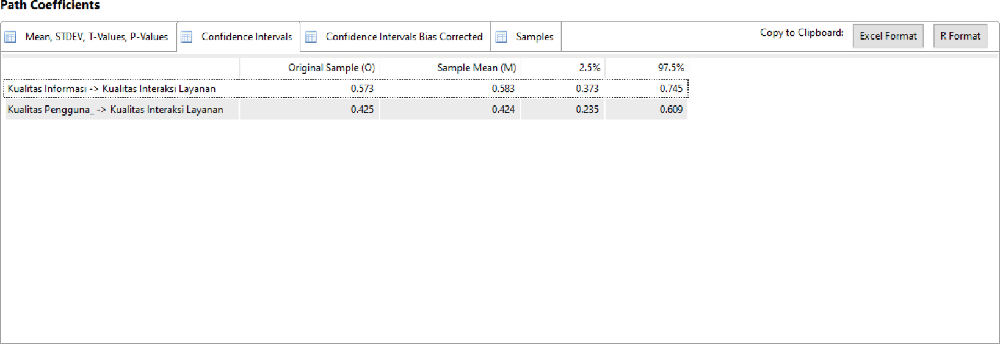 Path Coefficients
Mean, STDEV, T-Values, P-Values Confidence Intervals Confidence Intervals Bias Corrected Samples Copy to Clipboard: Excel Format R Format
Original Sample (O) Sample Mean (M) 2.5% 97.5%
Kualitas Informasi -> Kualitas Interaksi Layanan 0.573 0.583 0.373 0.745
Kualitas Pengguna_ -> Kualitas Interaksi Layanan 0.425 0.424 0.235 0.609